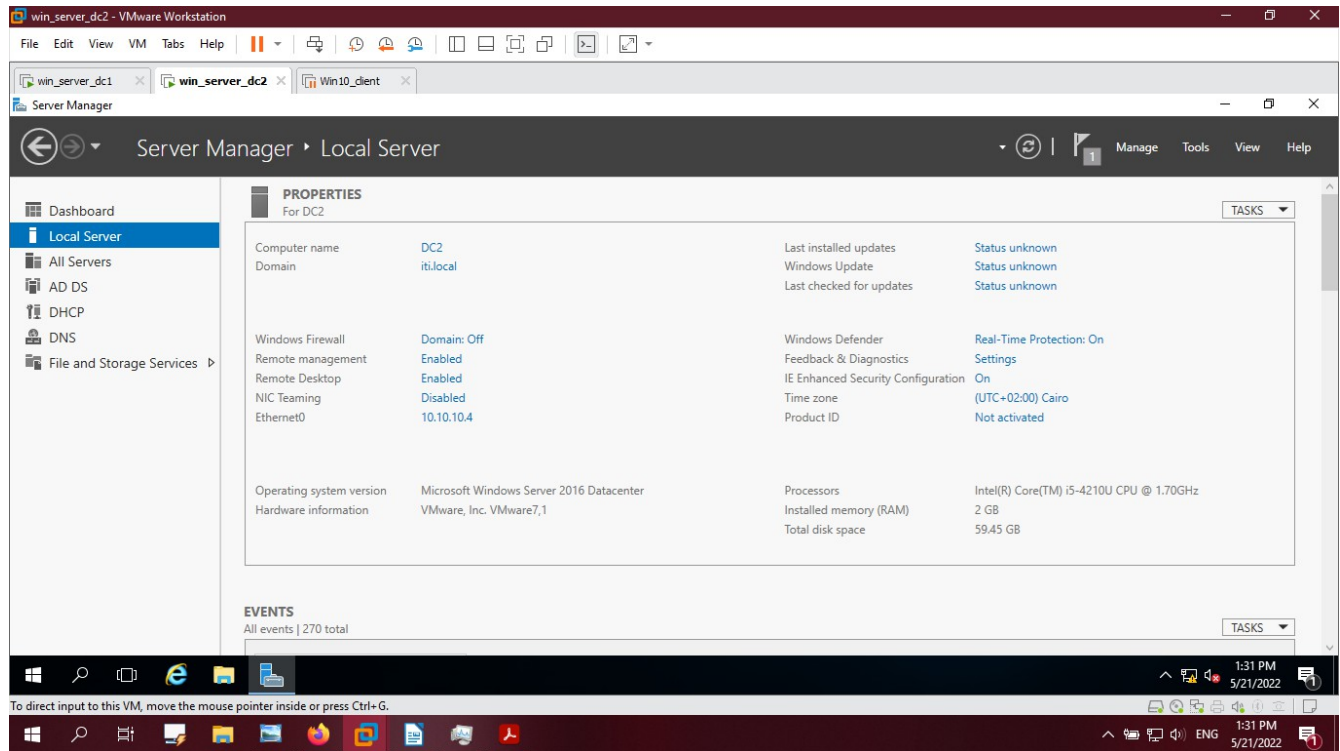 win_server_dc2 - VMware Workstation
File Edit View VM Tabs Help
win_server_dc1 win_server_dc2 Win10_client
Server Manager
Server Manager • Local Server 1 Manage Tools View Help
Dashboard
Local Server
All Servers
AD DS
DHCP
DNS
File and Storage Services
PROPERTIES
For DC2
TASKS
Computer name DC2
Domain iti.local
Last installed updates Status unknown
Windows Update Status unknown
Last checked for updates Status unknown
Windows Firewall Domain: Off
Remote management Enabled
Remote Desktop Enabled
NIC Teaming Disabled
Ethernet0 10.10.10.4
Windows Defender Real-Time Protection: On
Feedback & Diagnostics Settings
IE Enhanced Security Configuration On
Time zone (UTC+02:00) Cairo
Product ID Not activated
Operating system version Microsoft Windows Server 2016 Datacenter
Hardware information VMware, Inc. VMware7,1
Processors Intel(R) Core(TM) i5-4210U CPU @ 1.70GHz
Installed memory (RAM) 2 GB
Total disk space 59.45 GB
EVENTS
All events | 270 total
TASKS
1:31 PM
5/21/2022
1
To direct input to this VM, move the mouse pointer inside or press Ctrl+G.
ENG
1:31 PM
5/21/2022
1